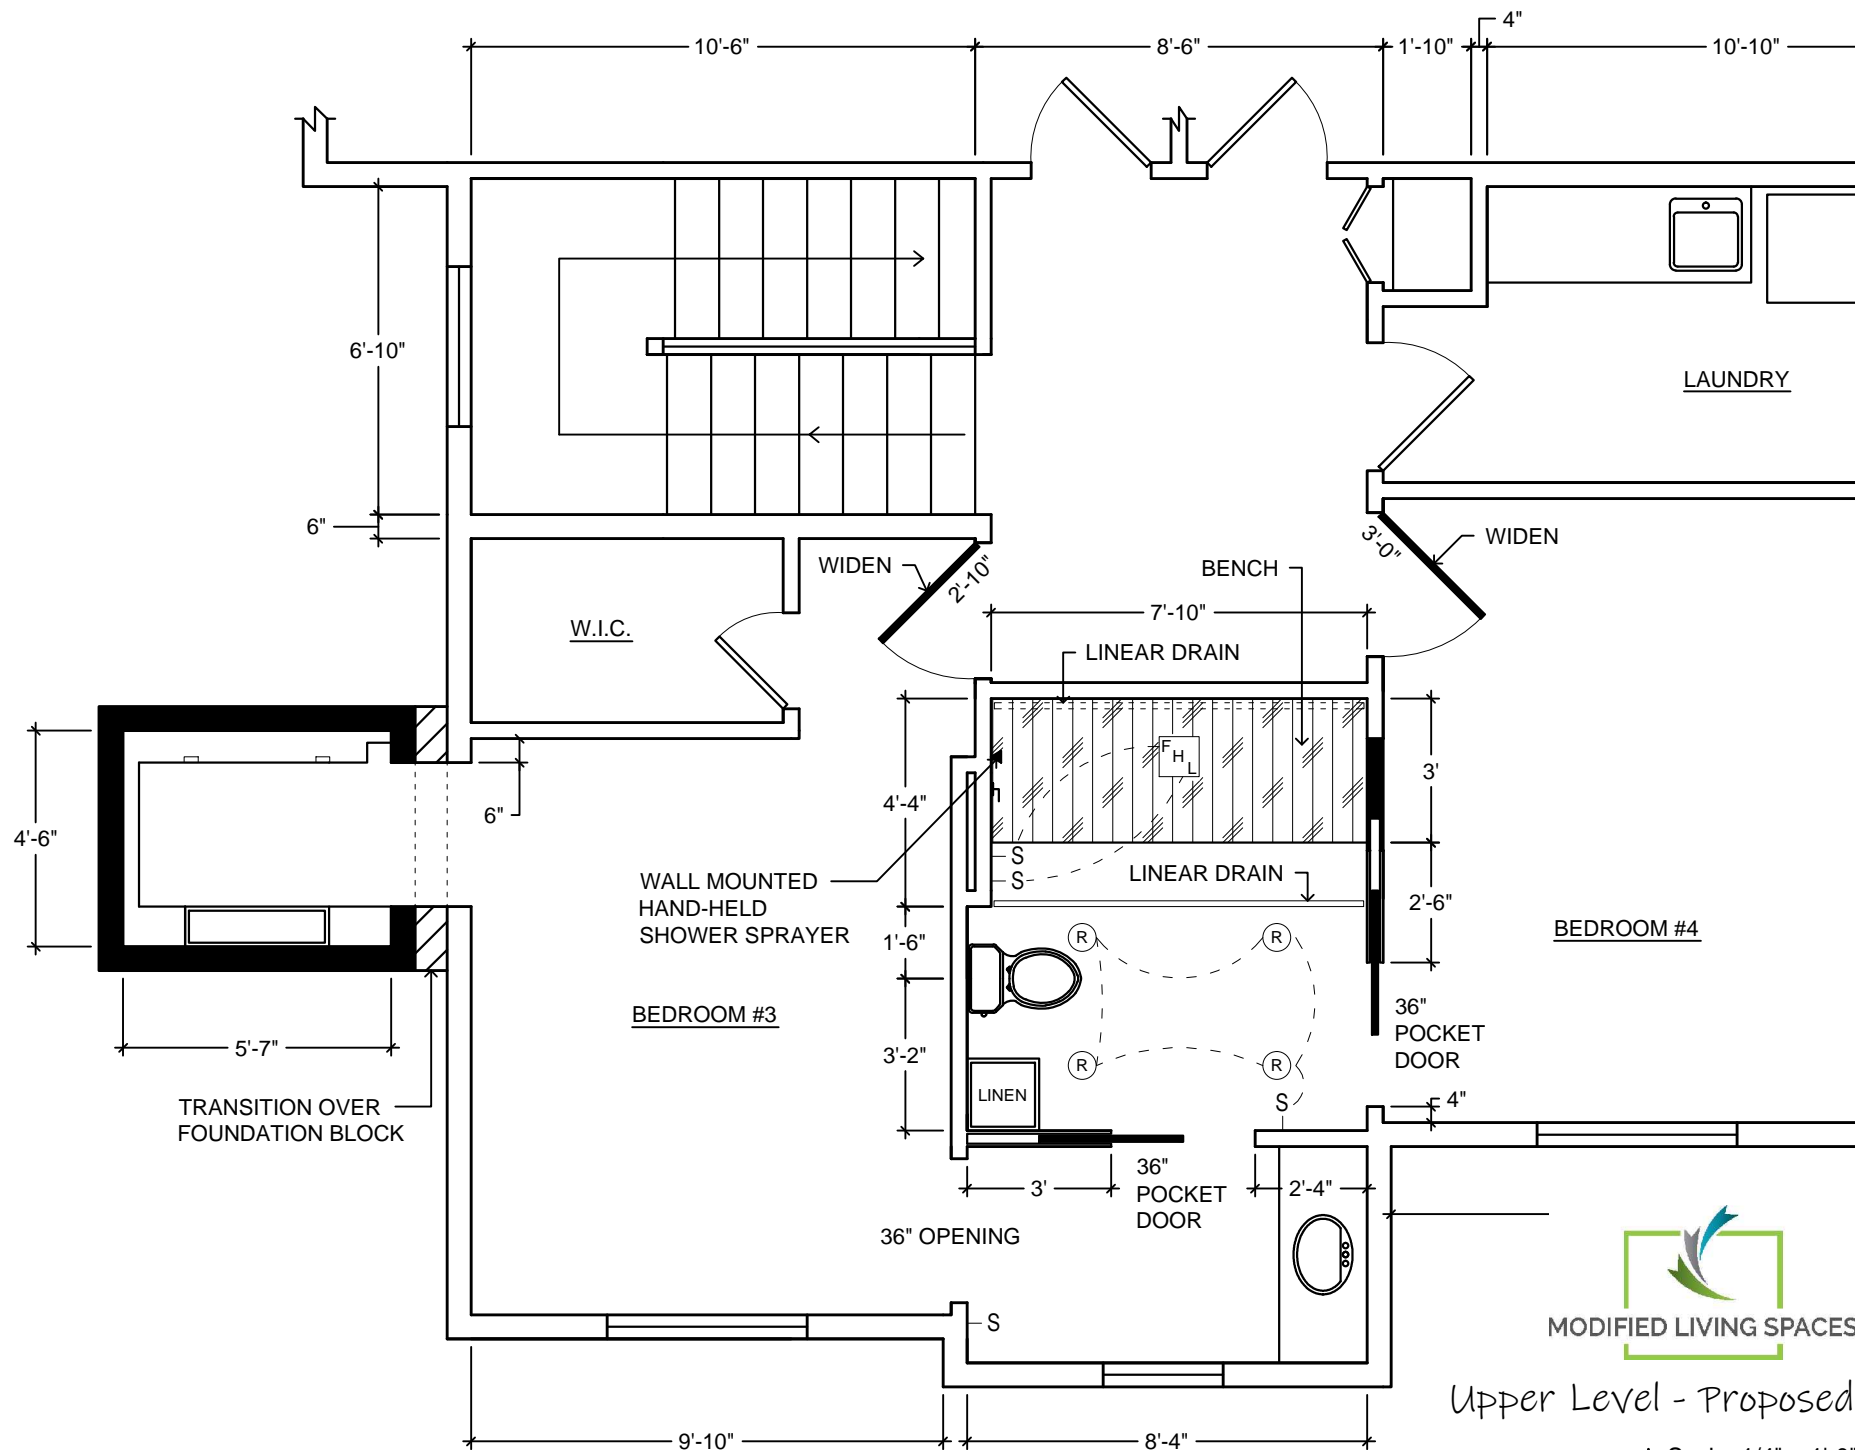 4"
10'-6"
8'-6"
1'-10"
10'-10"
6'-10"
LAUNDRY
6"
WIDEN
2'-10"
3'-0"
WIDEN
BENCH
7'-10"
W.I.C.
LINEAR DRAIN
F
H
L
3'
4'-4"
6"
4'-6"
S
S
WALL MOUNTED
HAND-HELD
SHOWER SPRAYER
LINEAR DRAIN
2'-6"
1'-6"
R
R
BEDROOM #4
BEDROOM #3
36"
POCKET
DOOR
5'-7"
3'-2"
R
R
LINEN
S
4"
TRANSITION OVER
FOUNDATION BLOCK
36"
POCKET
DOOR
3'
2'-4"
36" OPENING
S
MODIFIED LIVING SPACES
Upper Level - Proposed
9'-10"
8'-4"